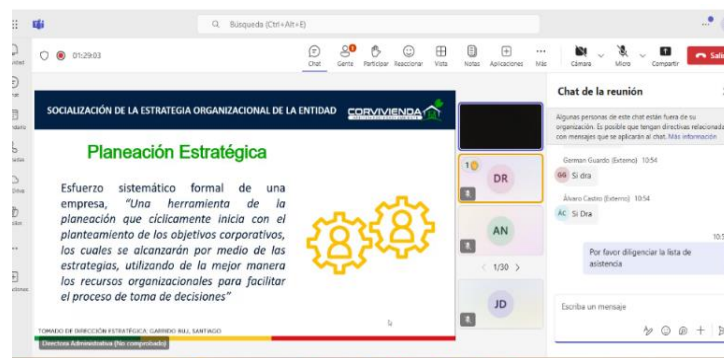 Búsqueda (Ctrl+Alt+E)
01:29:03
Chat
Gente
Participar
Reaccionar
Vista
Notas
Aplicaciones
Más
Cámara
Micro
Compartir
Sali
SOCIALIZACIÓN DE LA ESTRATEGIA ORGANIZACIONAL DE LA ENTIDAD
CORVIVIENDA
Planeación Estratégica
Esfuerzo sistemático formal de una
empresa, "Una herramienta de la
planeación que cíclicamente inicia con el
planteamiento de los objetivos corporativos,
los cuales se alcanzarán por medio de las
estrategias, utilizando de la mejor manera
los recursos organizacionales para facilitar
el proceso de toma de decisiones"
TOMADO DE DIRECCIÓN ESTRATÉGICA: GARRIDO BUJ, SANTIAGO
Directora Administrativa (No comprobado)
1
DR
AN
1/30
JD
Chat de la reunión
Algunas personas de este chat están fuera de su
organización. Es posible que tengan directivas relacionada
con mensajes que se aplicarán al chat. Más información
German Guardo (Externo) 10:54
GG Si dra
Álvaro Castro (Externo) 10:54
AC Si Dra
Por favor diligenciar la lista de
asistencia
Escriba un mensaje